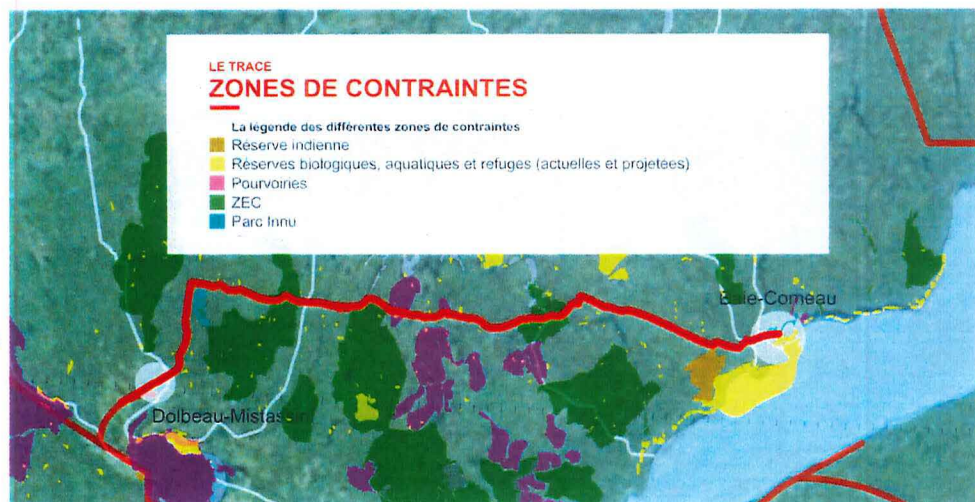 LE TRACE
ZONES DE CONTRAINTES
La légende des différentes zones de contraintes
Réserve indienne
Réserves biologiques, aquatiques et refuges (actuelles et projetées)
Pourvoiries
ZEC
Parc Innu
Baie-Comeau
Dolbeau-Mistassini